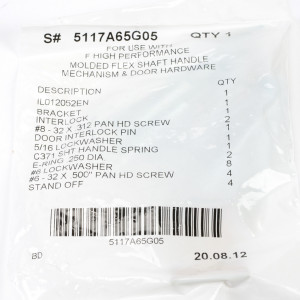 S# 5117A65G05 QTY 1
FOR USE WITH
F HIGH PERFORMANCE
MOLDED FLEX SHAFT HANDLE
MECHANISM & DOOR HARDWARE
DESCRIPTION QTY
IL012052EN 1
BRACKET 1
INTERLOCK 1
#8 - 32 X .312 PAN HD SCREW 2
DOOR INTERLOCK PIN 1
5/16 LOCKWASHER 1
C371 SHT HANDLE SPRING 1
E-RING .250 DIA 2
#6 LOCKWASHER 8
#6 - 32 X .500" PAN HD SCREW 4
STAND OFF 4
5117A65G05
BD 20.08.12